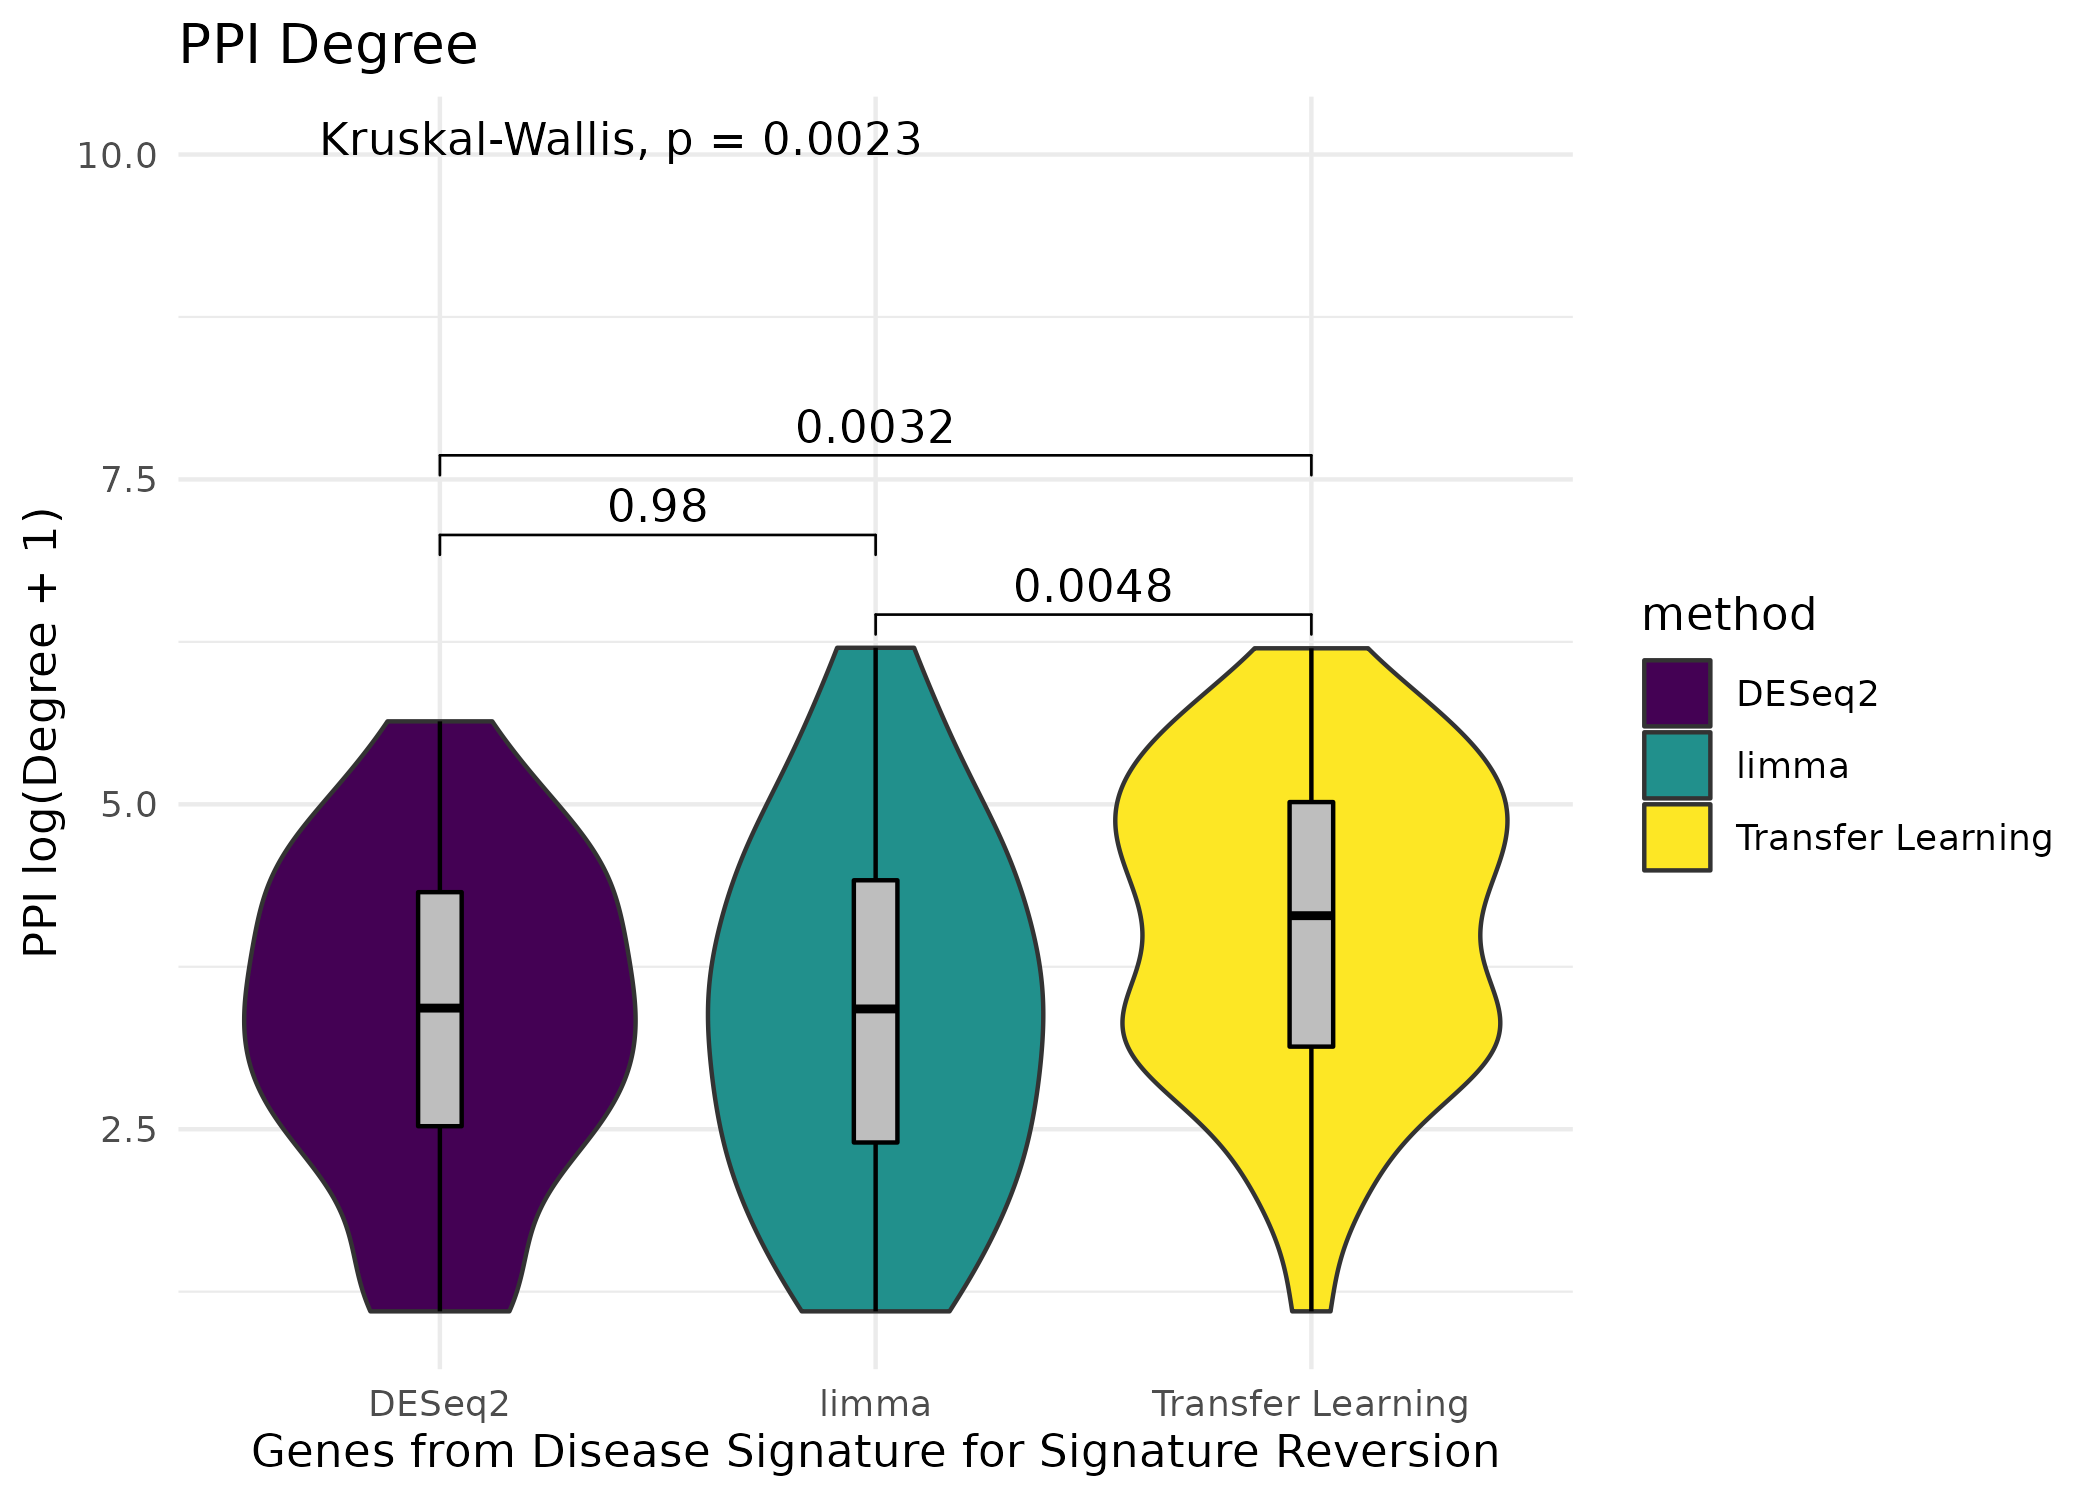 PPI Degree
Kruskal-Wallis, p = 0.0023
10.0
7.5
5.0
2.5
PPI log(Degree + 1)
0.0032
0.98
0.0048
DESeq2
limma
Transfer Learning
Genes from Disease Signature for Signature Reversion
method
DESeq2
limma
Transfer Learning